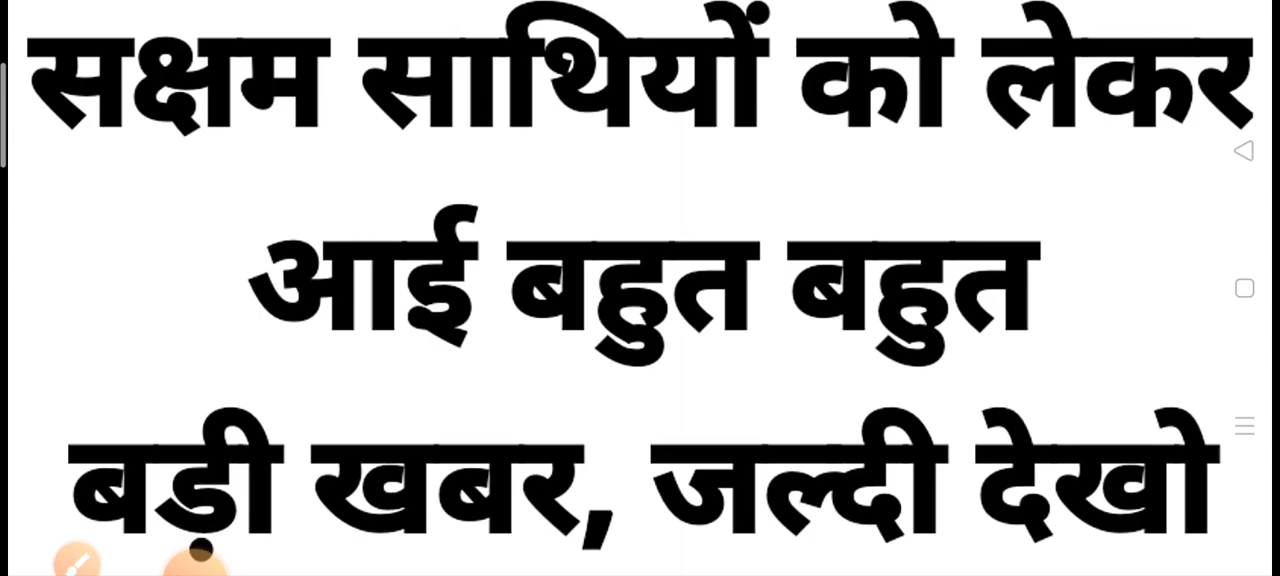 सक्षम साथियों को लेकर
आई बहुत बहुत
बड़ी खबर, जल्दी देखो